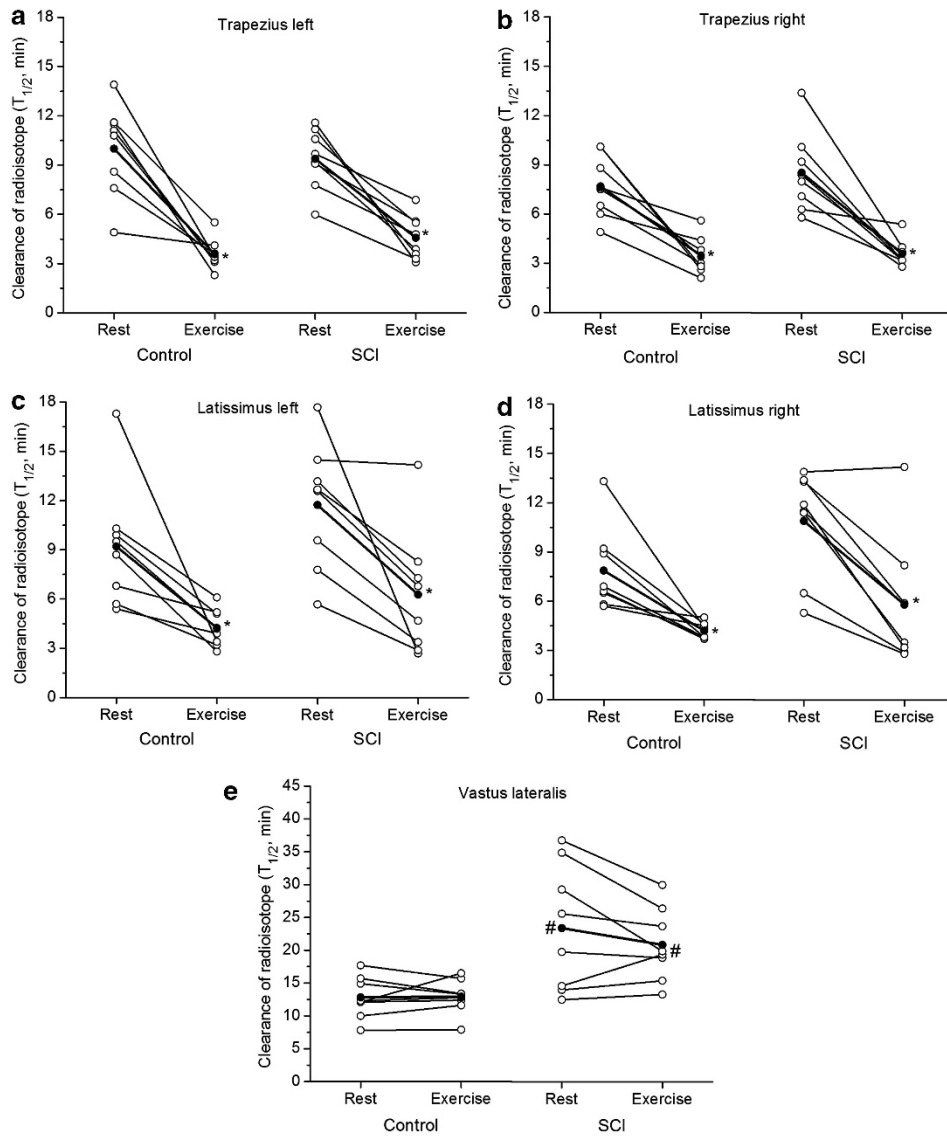 a
Trapezius left
Clearance of radioisotope (T1/2, min)
18
15
12
9
6
3
0
*
*
Rest Exercise Rest Exercise
Control SCI
b
Trapezius right
Clearance of radioisotope (T1/2, min)
18
15
12
9
6
3
0
*
*
Rest Exercise Rest Exercise
Control SCI
c
Latissimus left
Clearance of radioisotope (T1/2, min)
18
15
12
9
6
3
0
*
*
Rest Exercise Rest Exercise
Control SCI
d
Latissimus right
Clearance of radioisotope (T1/2, min)
18
15
12
9
6
3
0
*
*
Rest Exercise Rest Exercise
Control SCI
e
Vastus lateralis
Clearance of radioisotope (T1/2, min)
45
40
35
30
25
20
15
10
5
0
#
#
Rest Exercise Rest Exercise
Control SCI